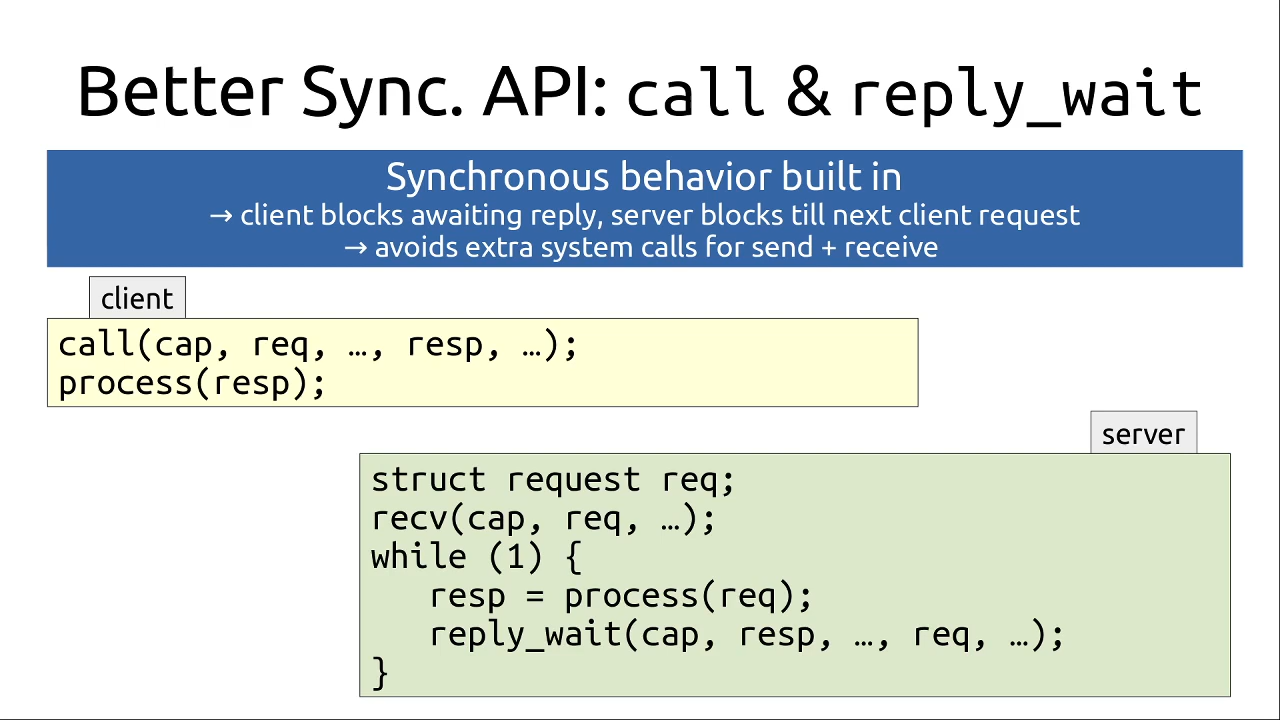 Better Sync. API: call & reply_wait
Synchronous behavior built in
→ client blocks awaiting reply, server blocks till next client request
→ avoids extra system calls for send + receive
client
call(cap, req, …, resp, …);
process(resp);
server
struct request req;
recv(cap, req, …);
while (1) {
   resp = process(req);
   reply_wait(cap, resp, …, req, …);
}